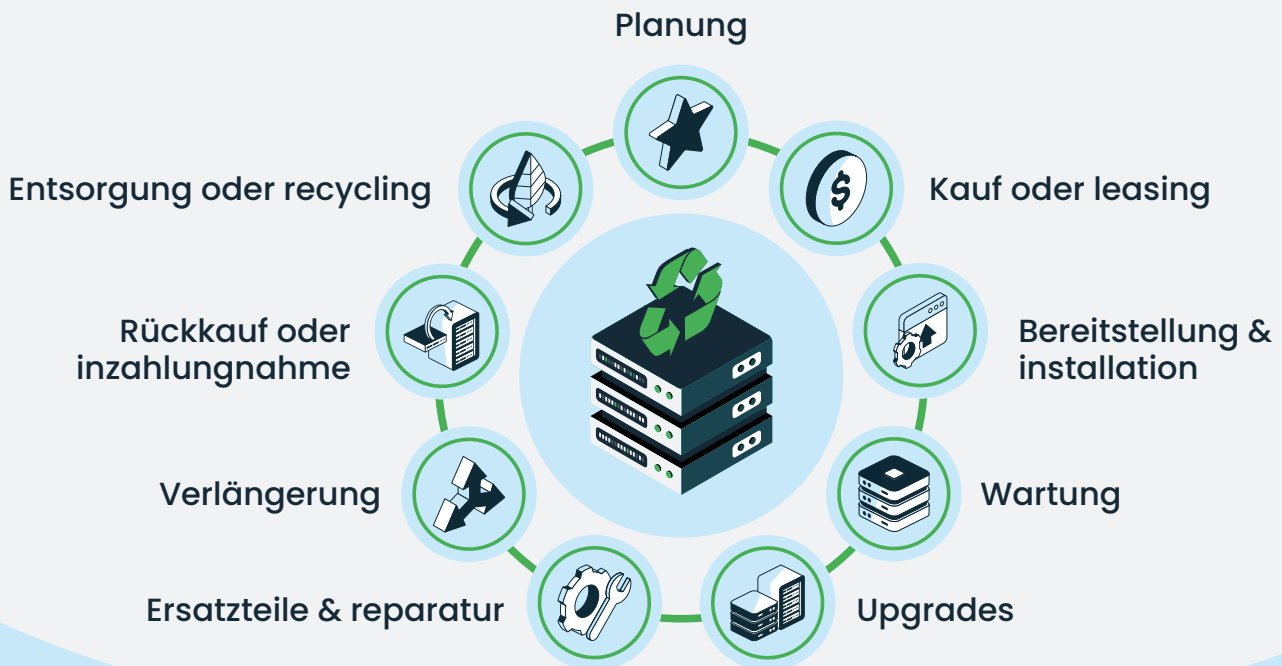 Planung
Kauf oder leasing
Bereitstellung &
installation
Wartung
Upgrades
Ersatzteile & reparatur
Verlängerung
Rückkauf oder
inzahlungnahme
Entsorgung oder recycling
$